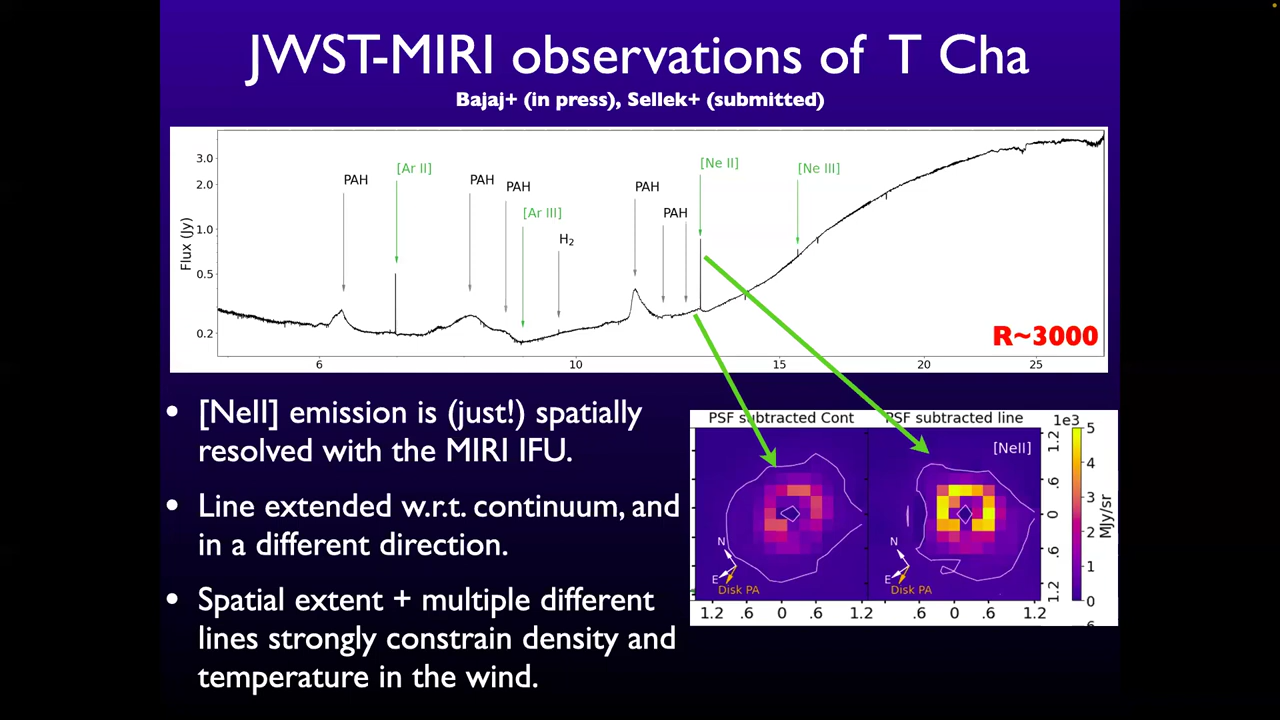 JWST-MIRI observations of T Cha
Bajaj+ (in press), Sellek+ (submitted)
Flux (Jy)
3.0
2.0
1.0
0.5
0.2
PAH
[Ar II]
PAH
PAH
[Ar III]
H₂
PAH
PAH
[Ne II]
[Ne III]
R~3000
6
10
15
20
25
• [NeII] emission is (just!) spatially
resolved with the MIRI IFU.
• Line extended w.r.t. continuum, and
in a different direction.
• Spatial extent + multiple different
lines strongly constrain density and
temperature in the wind.
PSF subtracted Cont
PSF subtracted line
1e3
[NeII]
N
E
Disk PA
N
E
Disk PA
1.2
.6
0
.6
1.2
5
4
3
2
1
0
MJy/sr
1.2
.6
0
.6
1.2
1.2
.6
0
.6
1.2